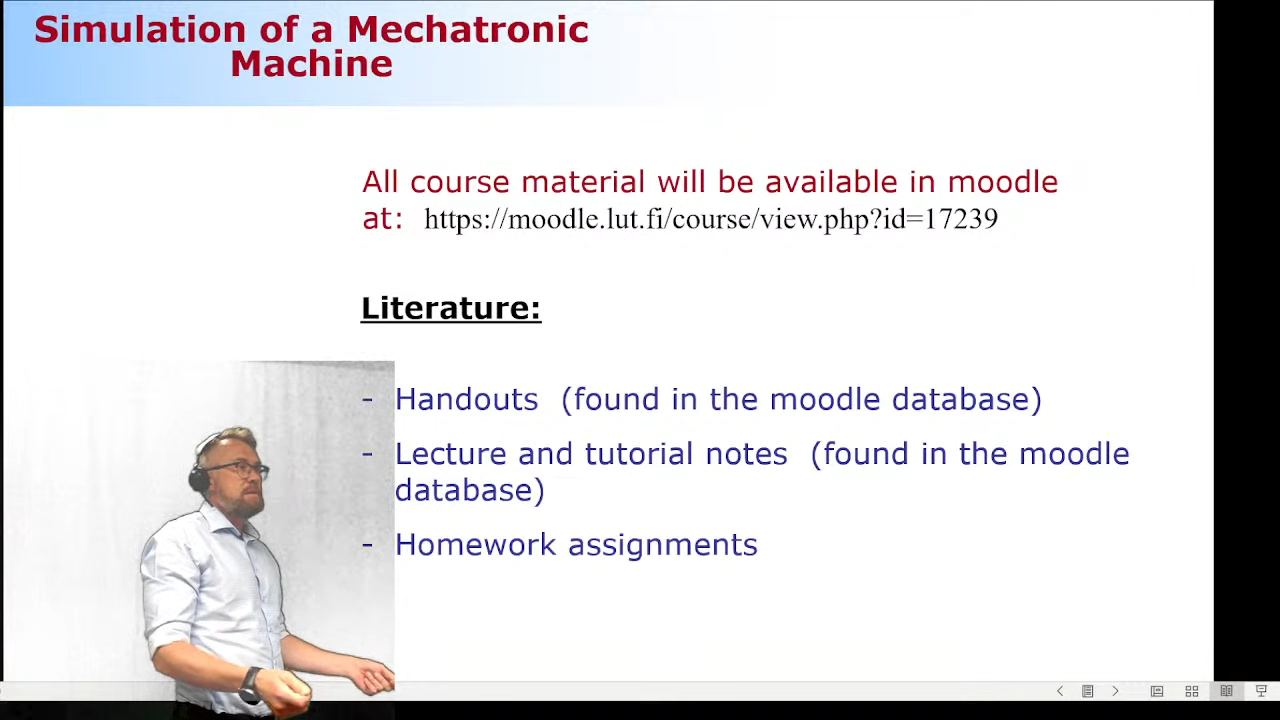 Simulation of a Mechatronic
Machine
All course material will be available in moodle
at: https://moodle.lut.fi/course/view.php?id=17239
Literature:
- Handouts (found in the moodle database)
- Lecture and tutorial notes (found in the moodle
database)
- Homework assignments